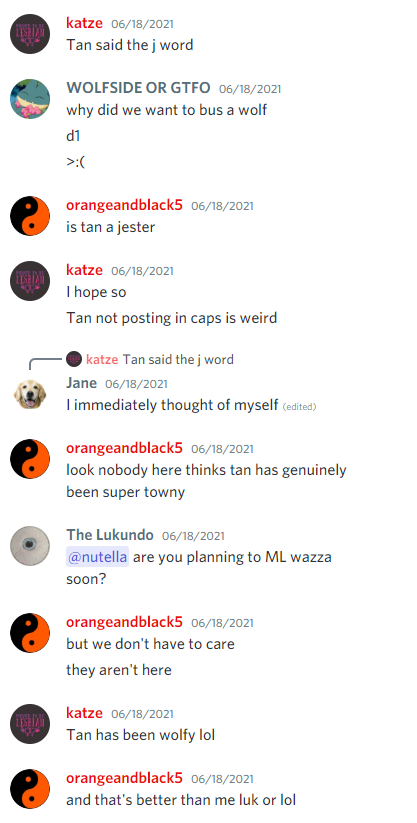 katze 06/18/2021
Tan said the j word
WOLFSIDE OR GTFO 06/18/2021
why did we want to bus a wolf
d1
>:(
orangeandblack5 06/18/2021
is tan a jester
katze 06/18/2021
I hope so
Tan not posting in caps is weird
katze Tan said the j word
Jane 06/18/2021
I immediately thought of myself (edited)
orangeandblack5 06/18/2021
look nobody here thinks tan has genuinely
been super towny
The Lukundo 06/18/2021
@nutella are you planning to ML wazza
soon?
orangeandblack5 06/18/2021
but we don't have to care
they aren't here
katze 06/18/2021
Tan has been wolfy lol
orangeandblack5 06/18/2021
and that's better than me luk or lol